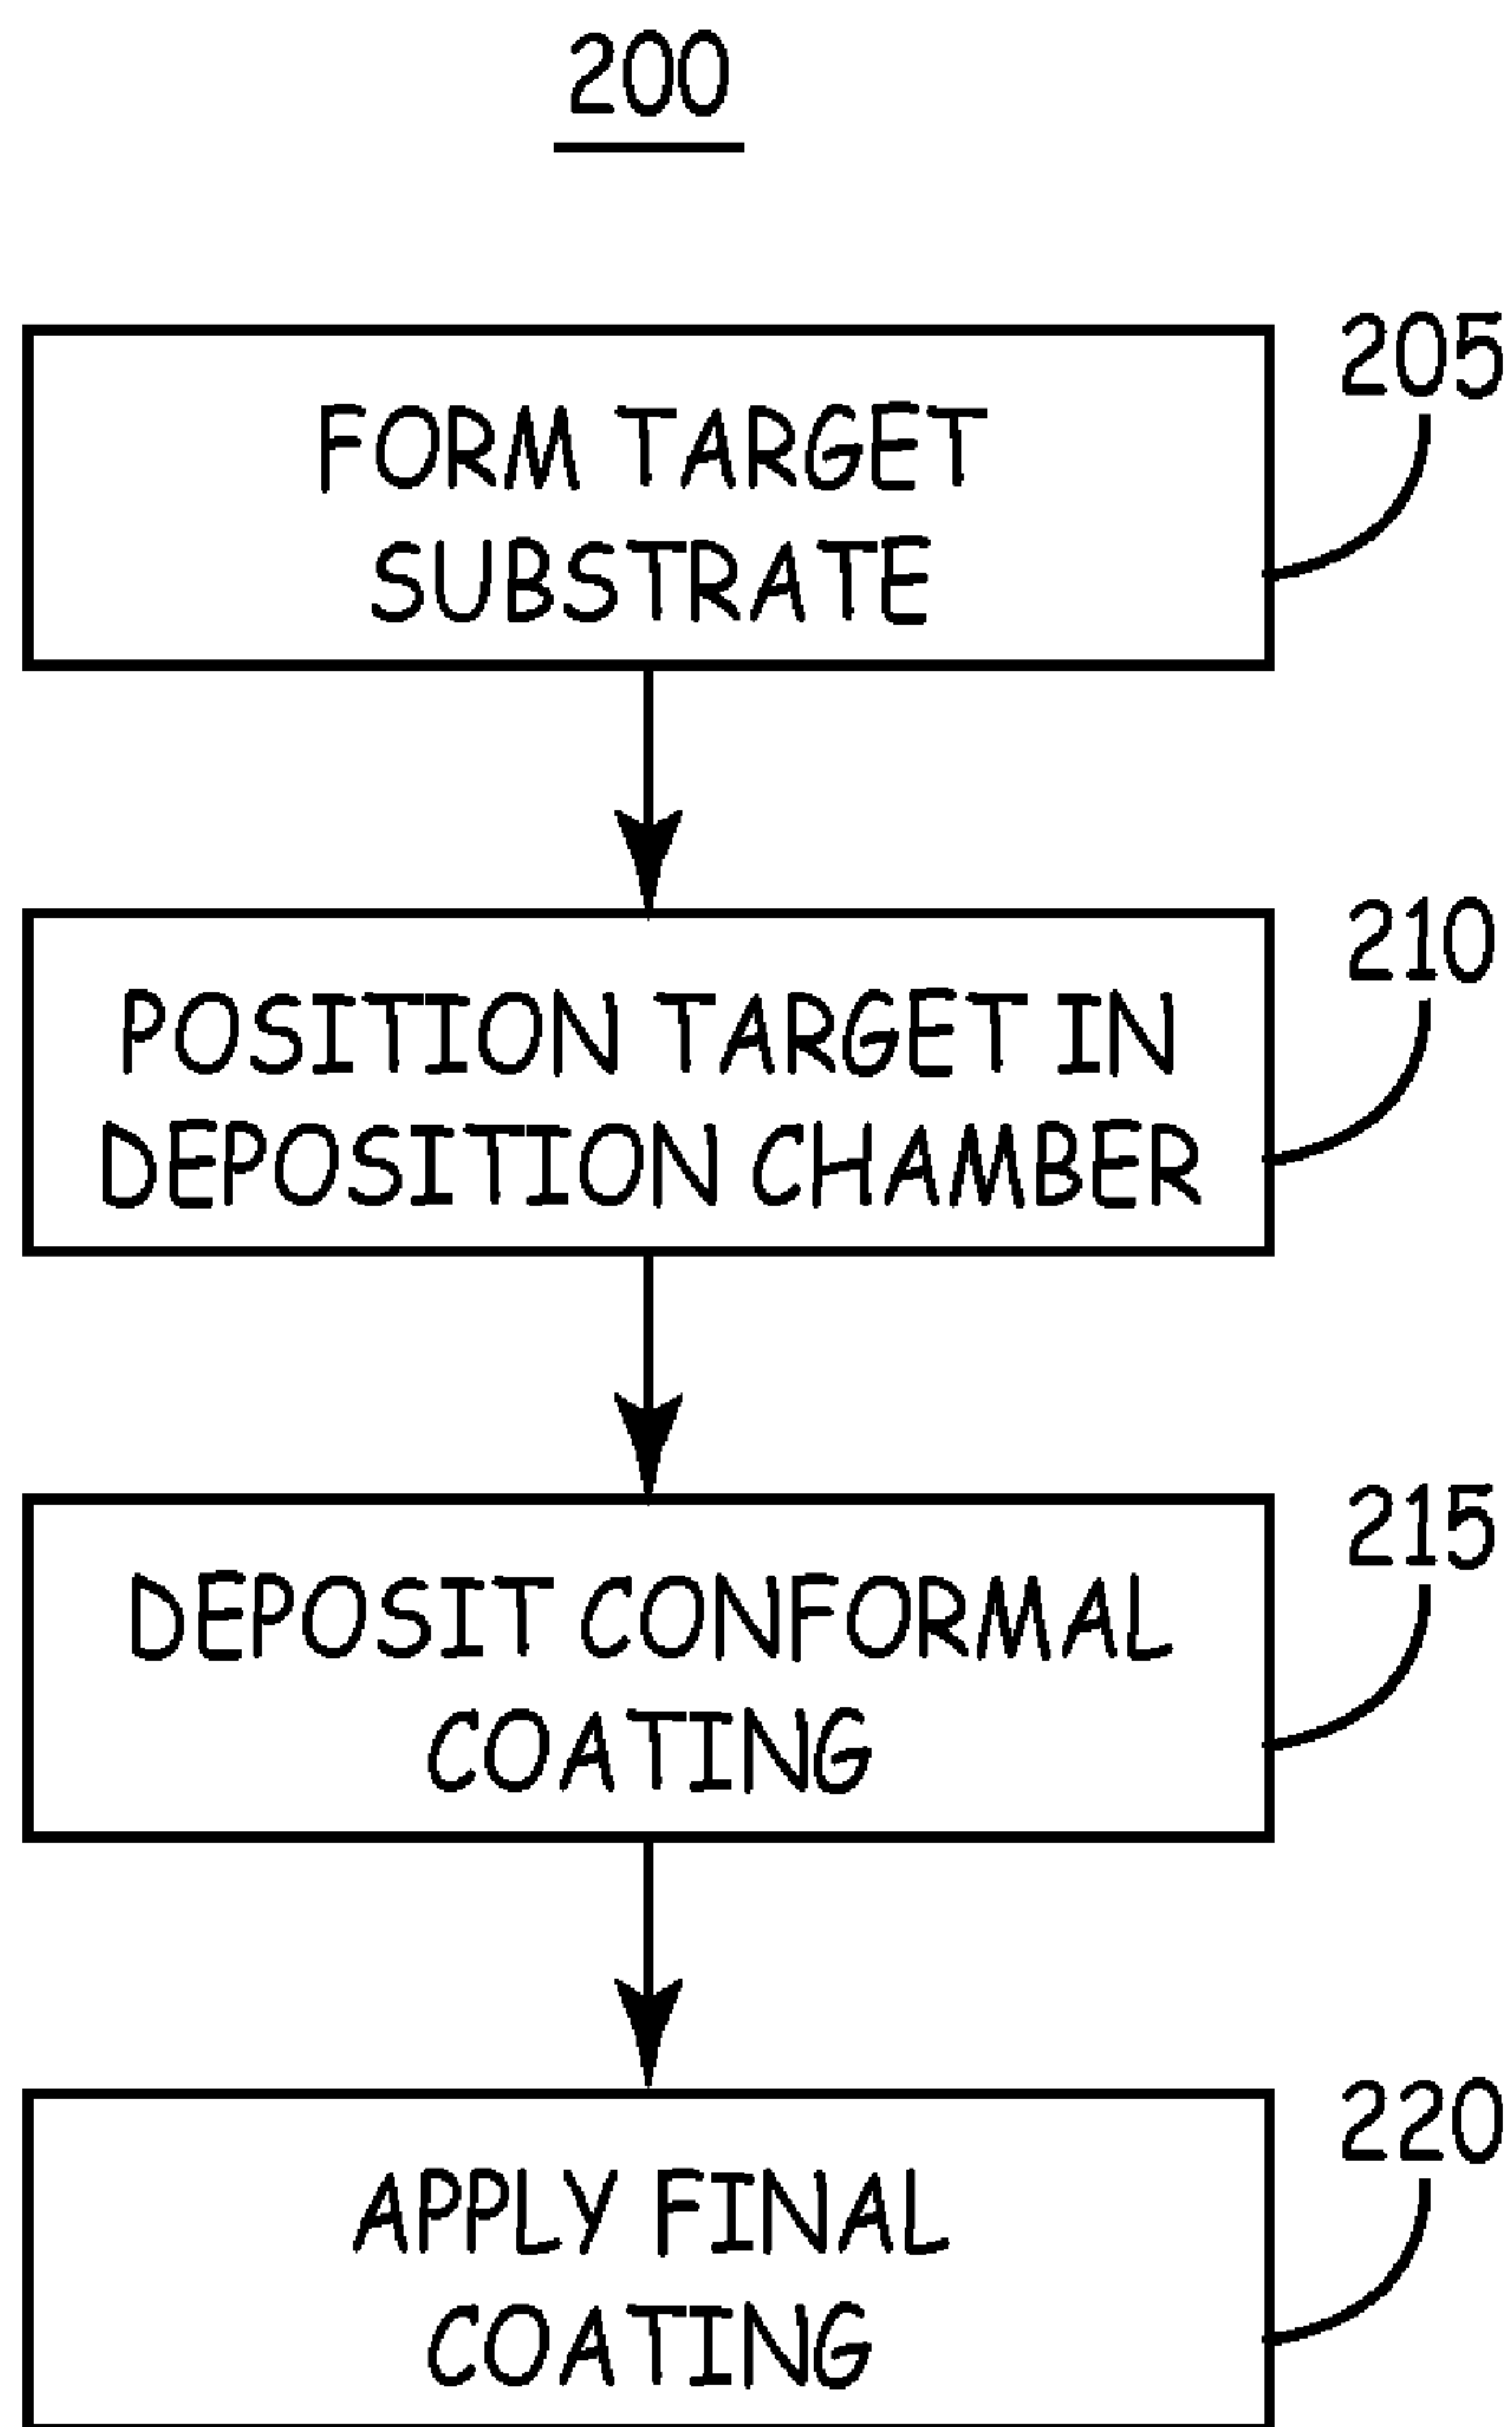 200
205
FORM TARGET
SUBSTRATE
210
POSITION TARGET IN
DEPOSITION CHAMBER
215
DEPOSIT CONFORMAL
COATING
220
APPLY FINAL
COATING